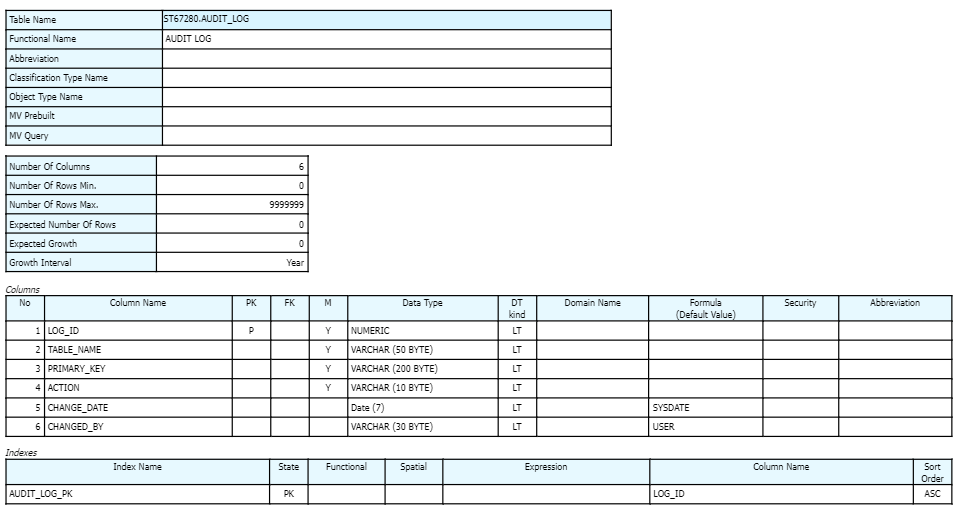 Table Name ST67280.AUDIT_LOG
Functional Name AUDIT LOG
Abbreviation
Classification Type Name
Object Type Name
MV Prebuilt
MV Query
Number Of Columns 6
Number Of Rows Min. 0
Number Of Rows Max. 9999999
Expected Number Of Rows 0
Expected Growth 0
Growth Interval Year
Columns
No Column Name PK FK M Data Type DT kind Domain Name Formula (Default Value) Security Abbreviation
1 LOG_ID P Y NUMERIC LT
2 TABLE_NAME Y VARCHAR (50 BYTE) LT
3 PRIMARY_KEY Y VARCHAR (200 BYTE) LT
4 ACTION Y VARCHAR (10 BYTE) LT
5 CHANGE_DATE Date (7) LT SYSDATE
6 CHANGED_BY VARCHAR (30 BYTE) LT USER
Indexes
Index Name State Functional Spatial Expression Column Name Sort Order
AUDIT_LOG_PK PK LOG_ID ASC